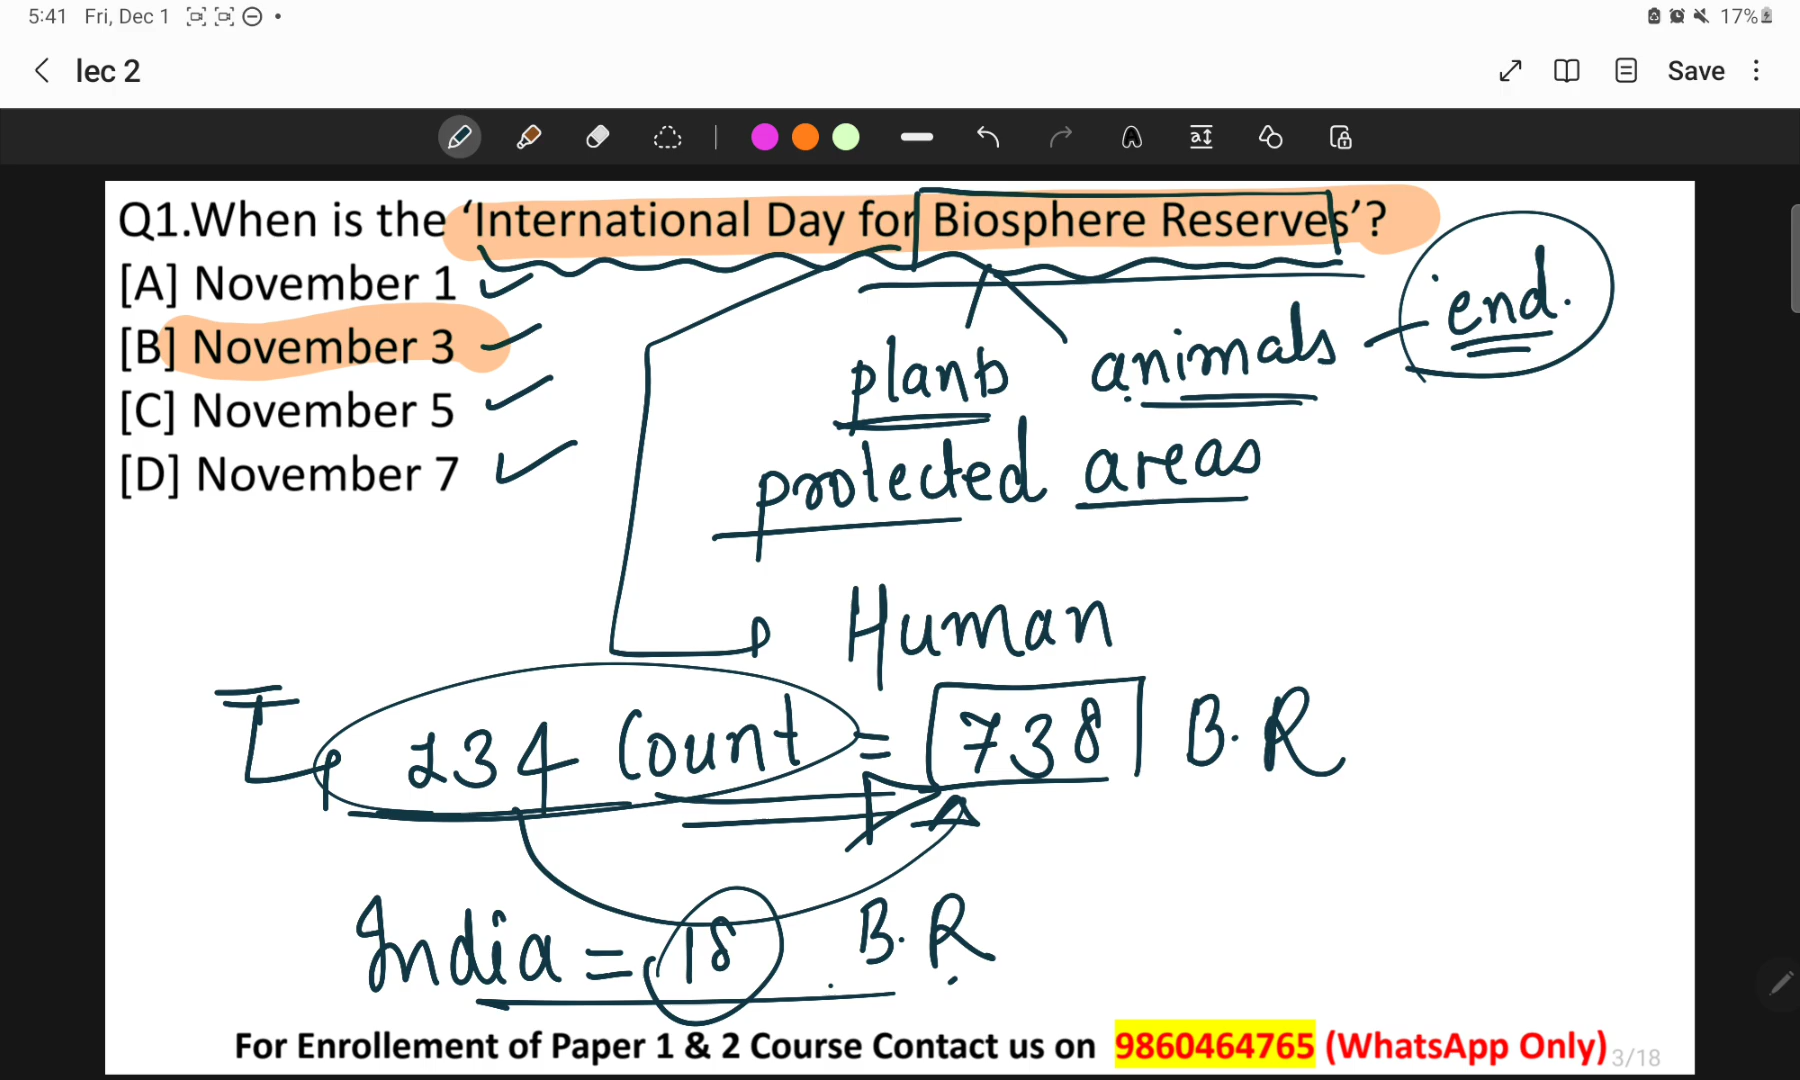 5:41 Fri, Dec 1 17%
lec 2 Save
Q1.When is the ‘International Day for Biosphere Reserves’?
[A] November 1
[B] November 3
[C] November 5
[D] November 7
end.
plants animals
protected areas
Human
234 Count = 738 B.R
India = 18 B.R
For Enrollement of Paper 1 & 2 Course Contact us on 9860464765 (WhatsApp Only)
3/18